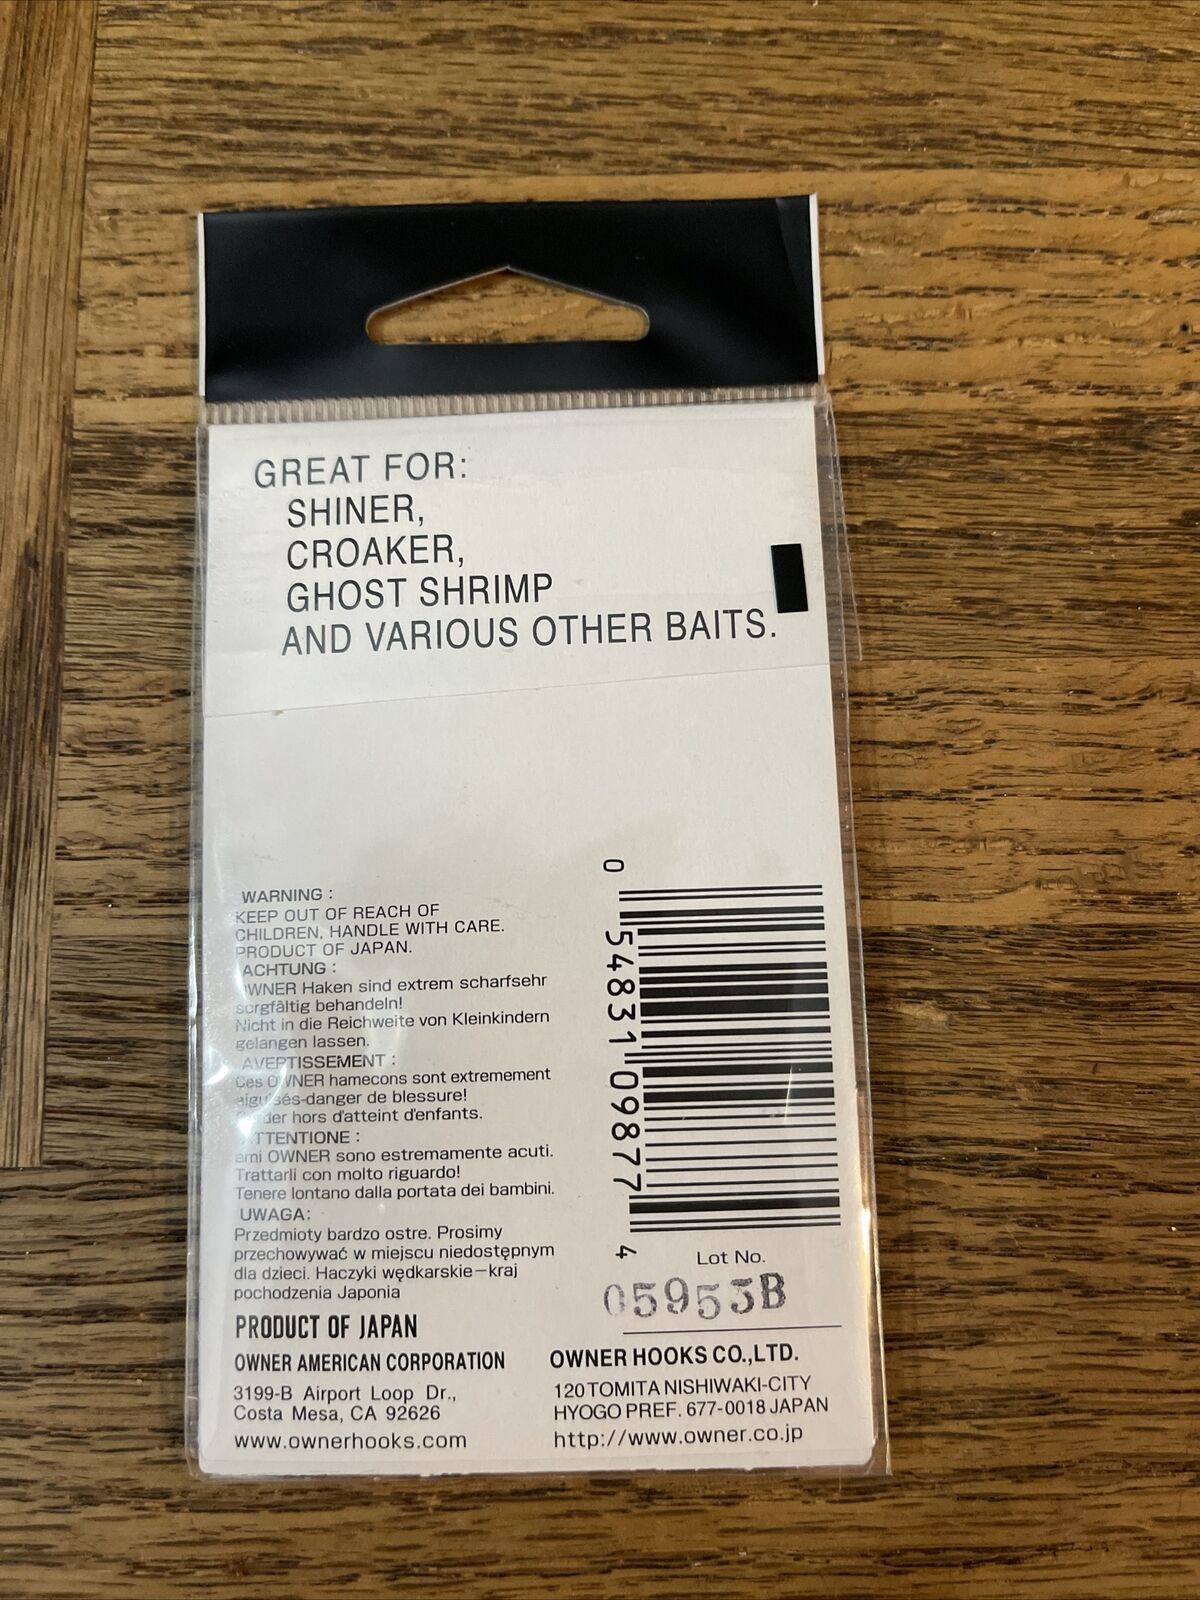 GREAT FOR:
SHINER,
CROAKER,
GHOST SHRIMP
AND VARIOUS OTHER BAITS.
WARNING :
KEEP OUT OF REACH OF
CHILDREN, HANDLE WITH CARE.
PRODUCT OF JAPAN.
ACHTUNG :
OWNER Haken sind extrem scharfsehr
sorgfältig behandeln!
Nicht in die Reichweite von Kleinkindern
gelangen lassen.
AVERTISSEMENT :
Ces OWNER hamecons sont extremement
aiguisés-danger de blessure!
hors d'atteint d'enfants.
ATTENTIONE :
ami OWNER sono estremamente acuti.
Trattarli con molto riguardo!
Tenere lontano dalla portata dei bambini.
UWAGA:
Przedmioty bardzo ostre. Prosimy
przechowywać w miejscu niedostępnym
dla dzieci. Haczyki wędkarskie-kraj
pochodzenia Japonia
PRODUCT OF JAPAN
OWNER AMERICAN CORPORATION
3199-B Airport Loop Dr.,
Costa Mesa, CA 92626
www.ownerhooks.com
0 54831 09877 4
Lot No.
05953B
OWNER HOOKS CO.,LTD.
120 TOMITA NISHIWAKI-CITY
HYOGO PREF. 677-0018 JAPAN
http://www.owner.co.jp